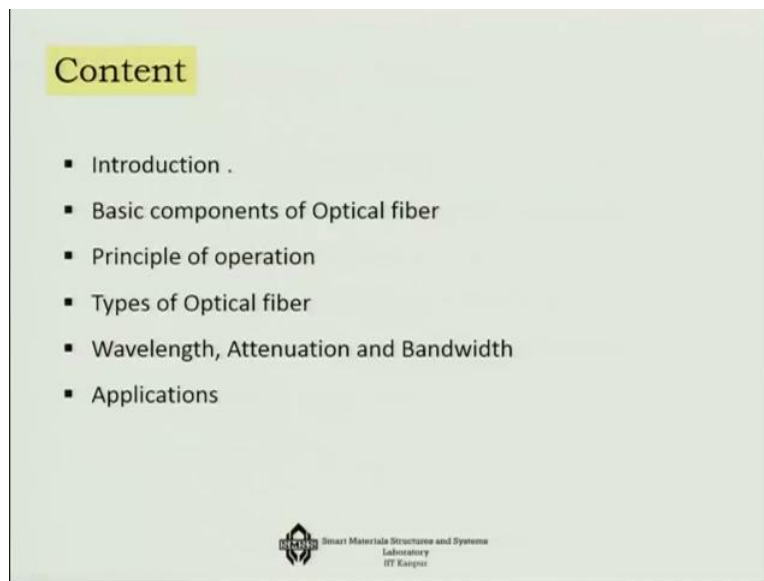 Content
▪ Introduction .
▪ Basic components of Optical fiber
▪ Principle of operation
▪ Types of Optical fiber
▪ Wavelength, Attenuation and Bandwidth
▪ Applications
Smart Materials Structures and Systems
Laboratory
IIT Kanpur